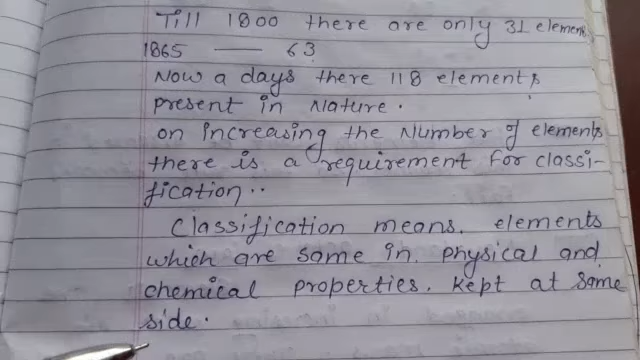 Till 1800 there are only 31 elements
1865 — 63
Now a days there 118 elements
present in Nature.
on increasing the Number of elements
there is a requirement for classi-
fication..
Classification means. elements
which are same in. physical and
chemical properties. kept at same
side.